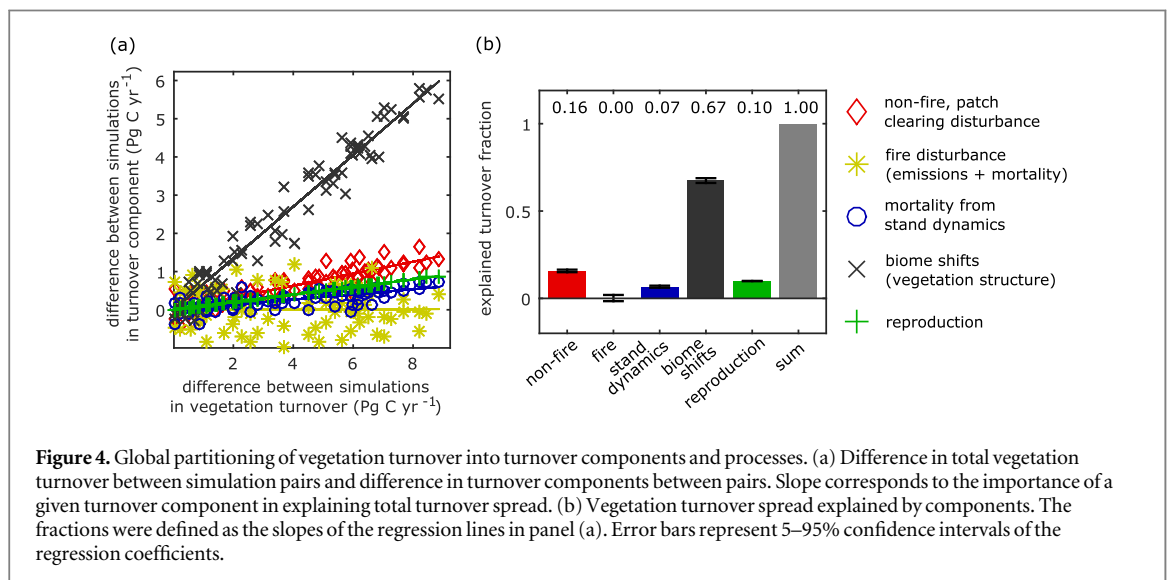 (a)
difference between simulations
in turnover component (Pg C yr -1)
6
5
4
3
2
1
0
2
4
6
8
difference between simulations
in vegetation turnover (Pg C yr -1)
(b)
explained turnover fraction
1
0.5
0
0.16 0.00 0.07 0.67 0.10 1.00
non-fire
fire
stand
dynamics
biome
shifts
reproduction
sum
non-fire, patch
clearing disturbance
fire disturbance
(emissions + mortality)
mortality from
stand dynamics
biome shifts
(vegetation structure)
reproduction
Figure 4. Global partitioning of vegetation turnover into turnover components and processes. (a) Difference in total vegetation
turnover between simulation pairs and difference in turnover components between pairs. Slope corresponds to the importance of a
given turnover component in explaining total turnover spread. (b) Vegetation turnover spread explained by components. The
fractions were defined as the slopes of the regression lines in panel (a). Error bars represent 5–95% confidence intervals of the
regression coefficients.